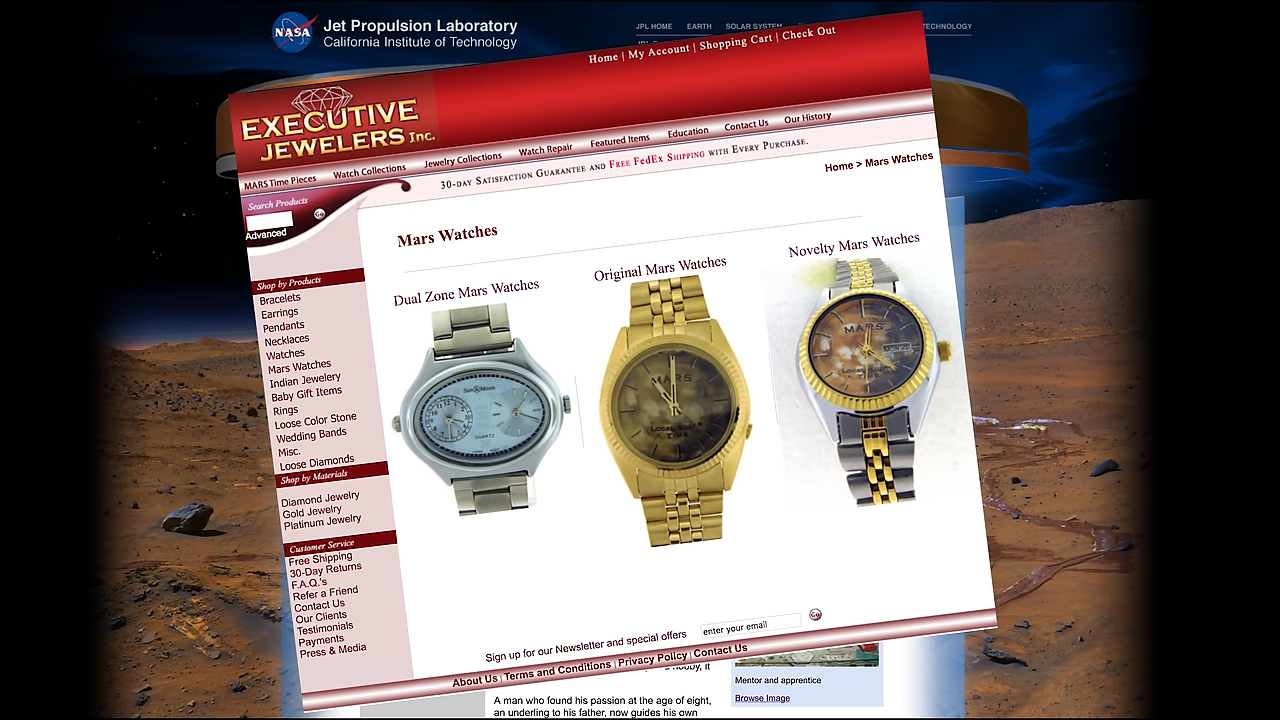 NASA
Jet Propulsion Laboratory
California Institute of Technology
JPL HOME EARTH SOLAR SYSTEM TECHNOLOGY
Home | My Account | Shopping Cart | Check Out
EXECUTIVE
JEWELERS Inc.
MARS Time Pieces Watch Collections Jewelry Collections Watch Repair Featured Items Education Contact Us Our History
30-day Satisfaction Guarantee and Free FedEx Shipping with Every Purchase.
Home > Mars Watches
Search Products
Go
Advanced
Mars Watches
Dual Zone Mars Watches
Original Mars Watches
Novelty Mars Watches
Shop by Products
Bracelets
Earrings
Pendants
Necklaces
Watches
Mars Watches
Indian Jewelery
Baby Gift Items
Rings
Loose Color Stone
Wedding Bands
Misc.
Loose Diamonds
Shop by Materials
Diamond Jewelry
Gold Jewelry
Platinum Jewelry
Customer Service
Free Shipping
30-Day Returns
F.A.Q.'s
Refer a Friend
Contact Us
Our Clients
Testimonials
Payments
Press & Media
Sun & Moon
QUARTZ
MARS
LOCAL SOLAR
TIME
MARS
LOCAL
Sign up for our Newsletter and special offers enter your email Go
About Us | Terms and Conditions | Privacy Policy | Contact Us
a hobby, it
A man who found his passion at the age of eight,
an underling to his father, now guides his own
Mentor and apprentice
Browse Image